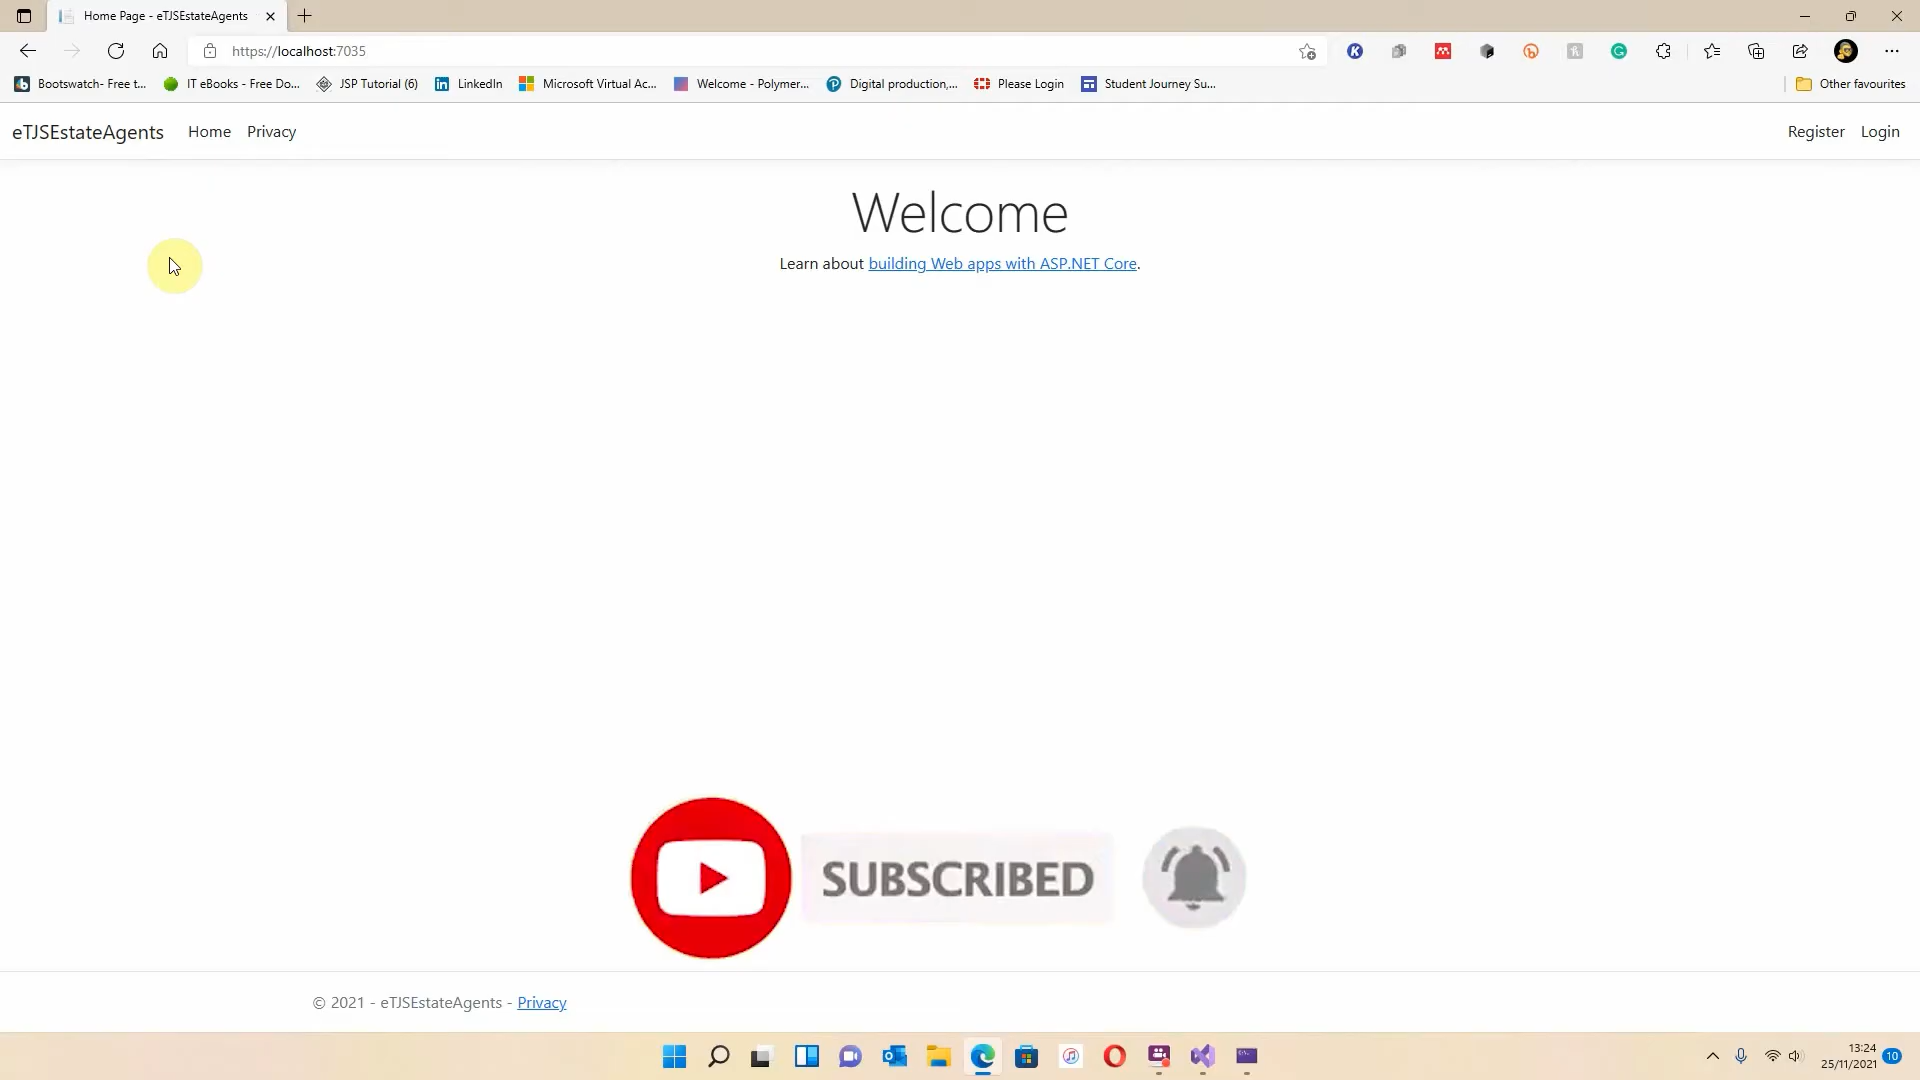 Home Page - eTJSEstateAgents
https://localhost:7035
Bootswatch- Free t... IT eBooks - Free Do... JSP Tutorial (6) LinkedIn Microsoft Virtual Ac... Welcome - Polymer... Digital production,... Please Login Student Journey Su... Other favourites
eTJSEstateAgents Home Privacy Register Login
Welcome
Learn about building Web apps with ASP.NET Core.
SUBSCRIBED
© 2021 - eTJSEstateAgents - Privacy
13:24
25/11/2021
10